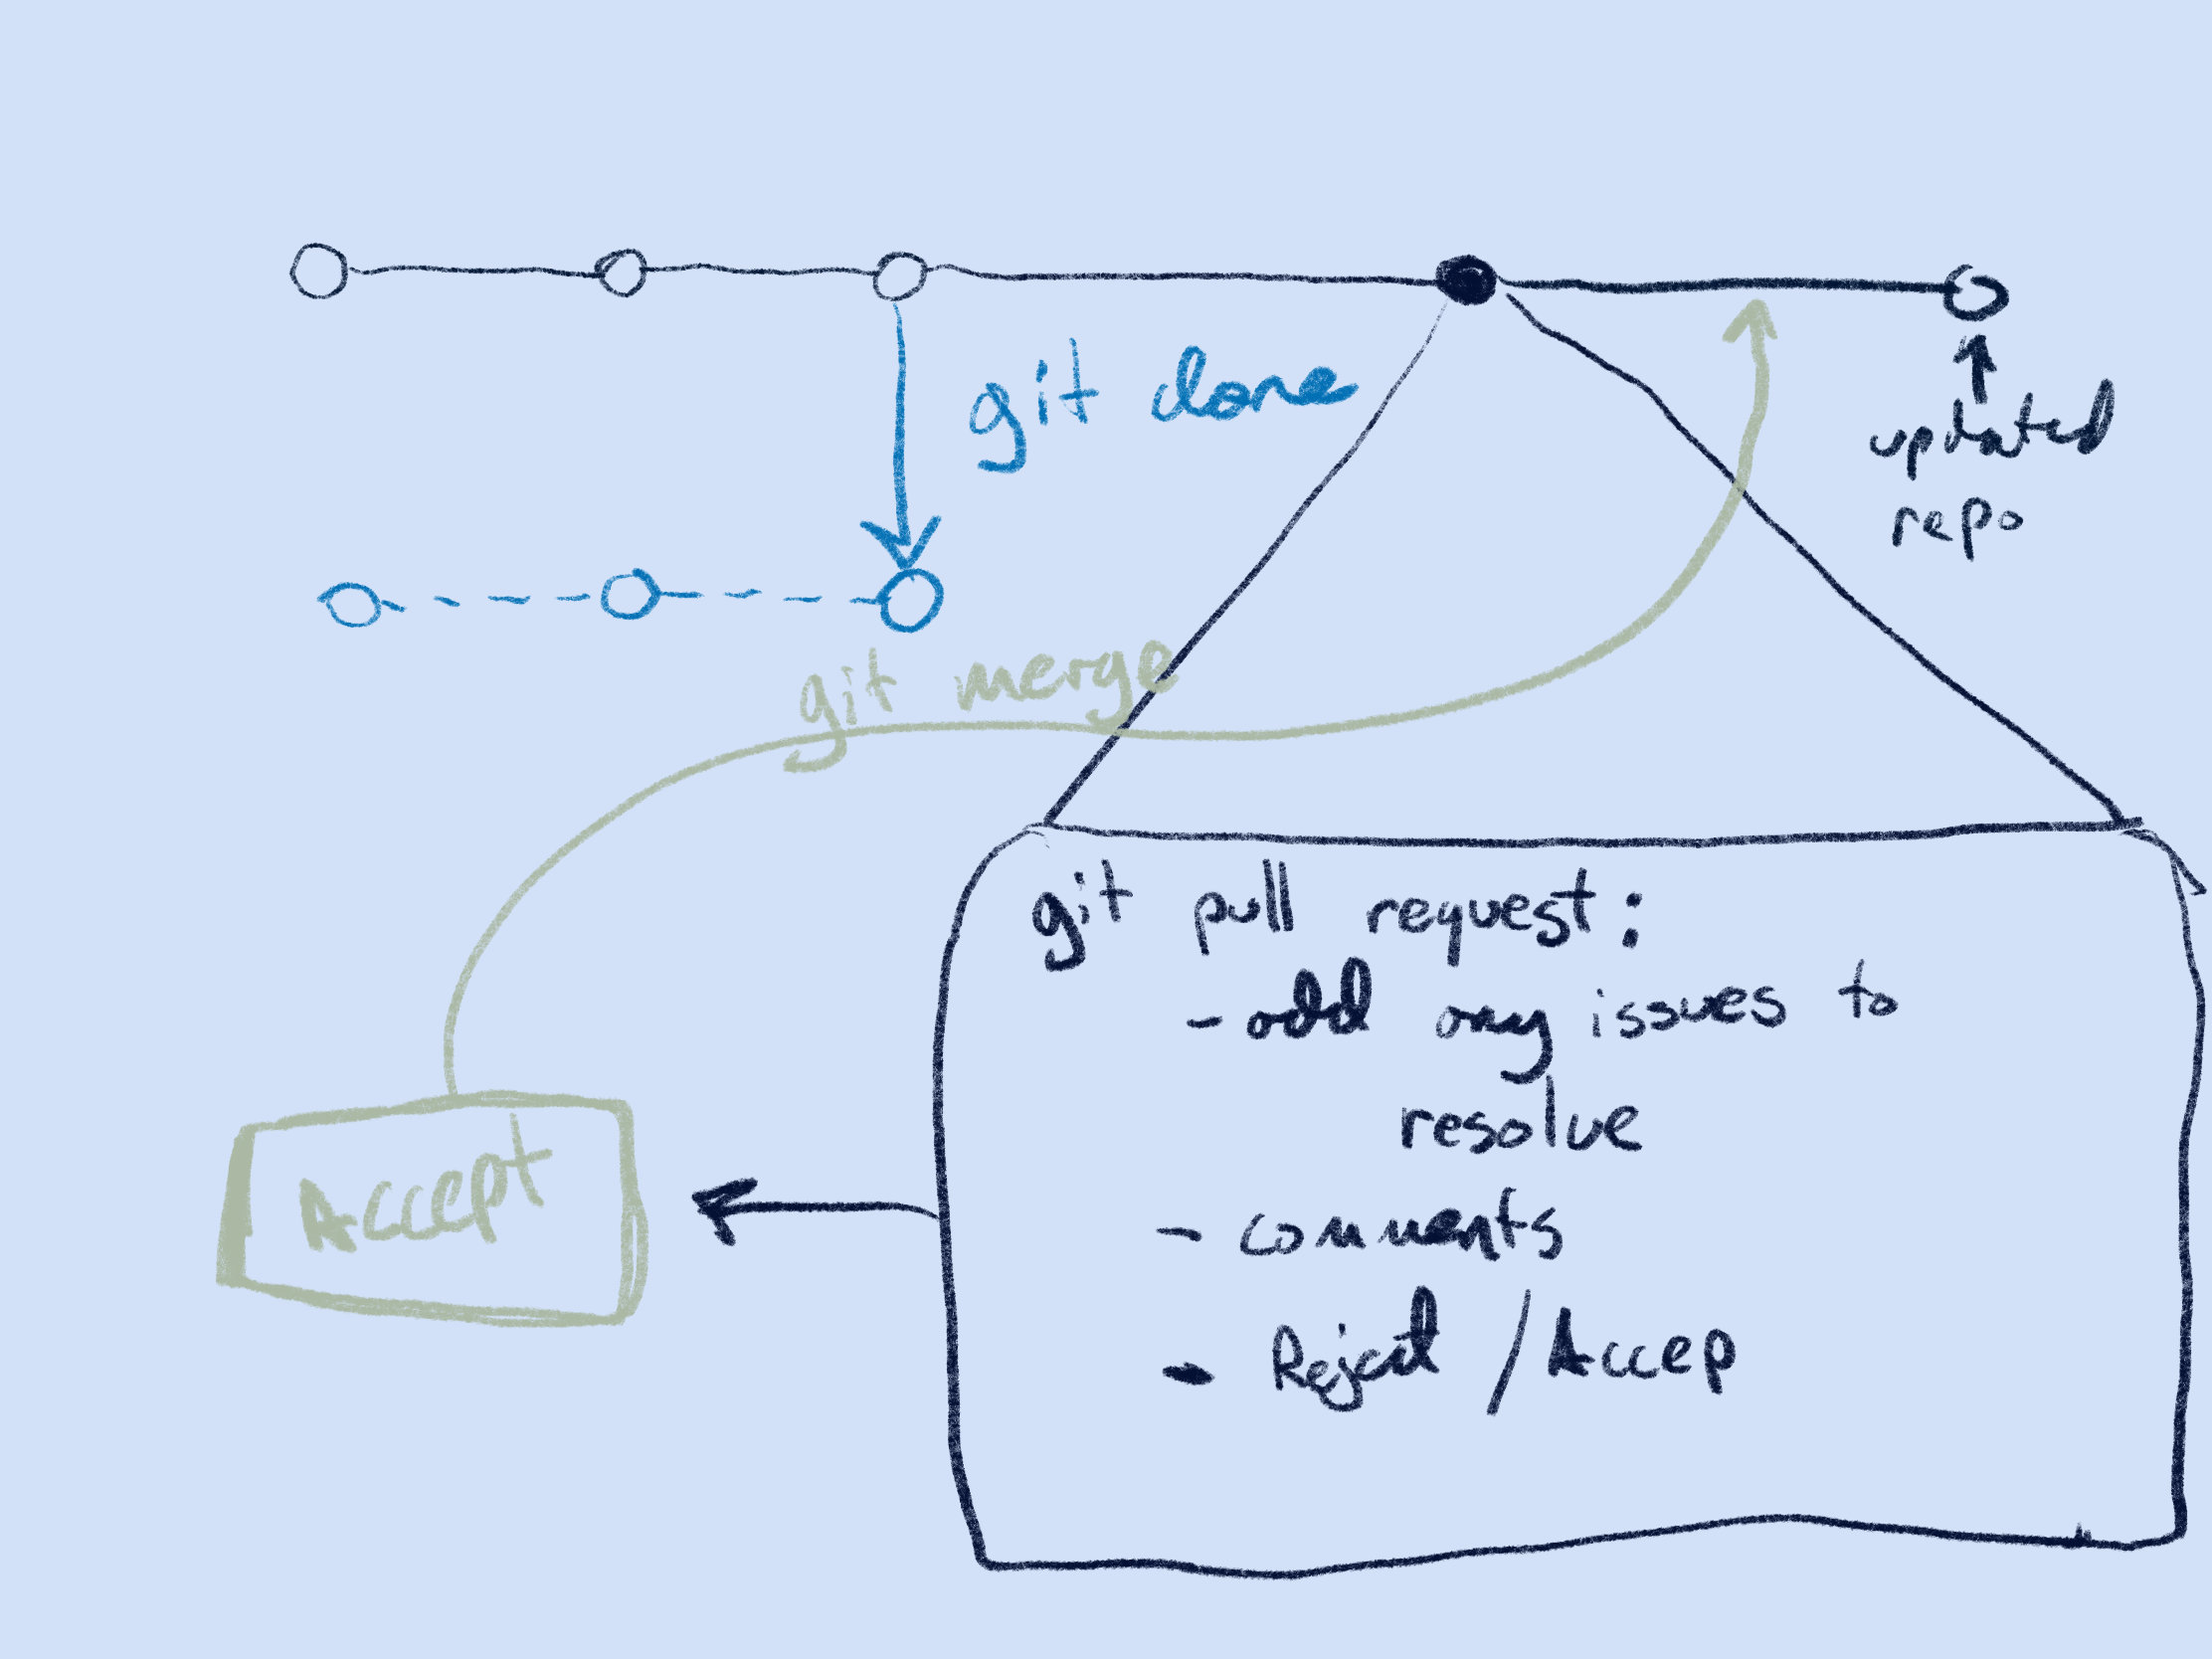 git clone
updated
repo
git merge
git pull request:
- add any issues to
resolve
- comments
- Reject / Accep
Accept